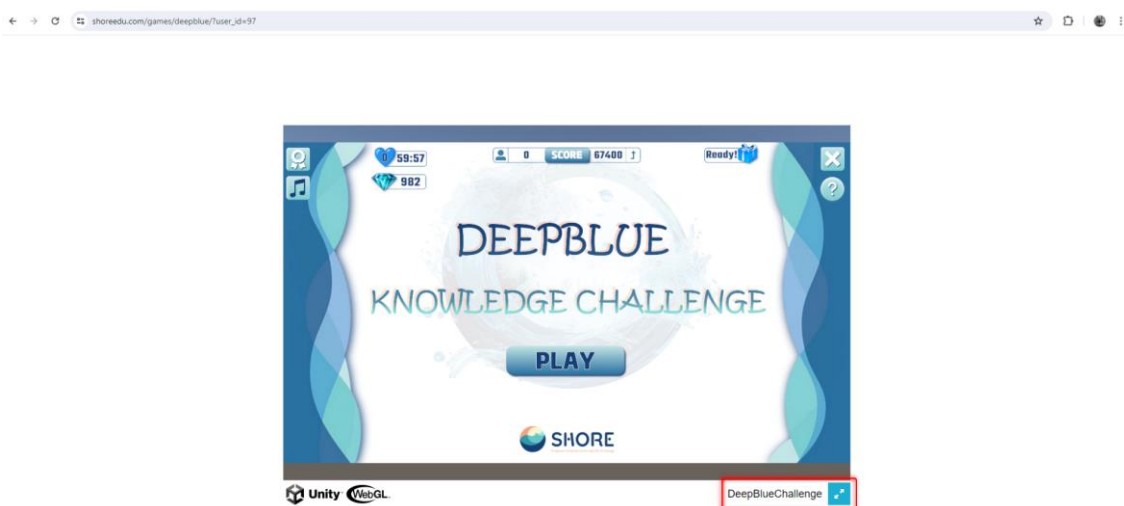 shoreedu.com/games/deepblue/?user_id=97
0 59:57
0 SCORE 67400
Ready!
982
?
DEEPBLUE
KNOWLEDGE CHALLENGE
PLAY
SHORE
Unity WebGL
DeepBlueChallenge